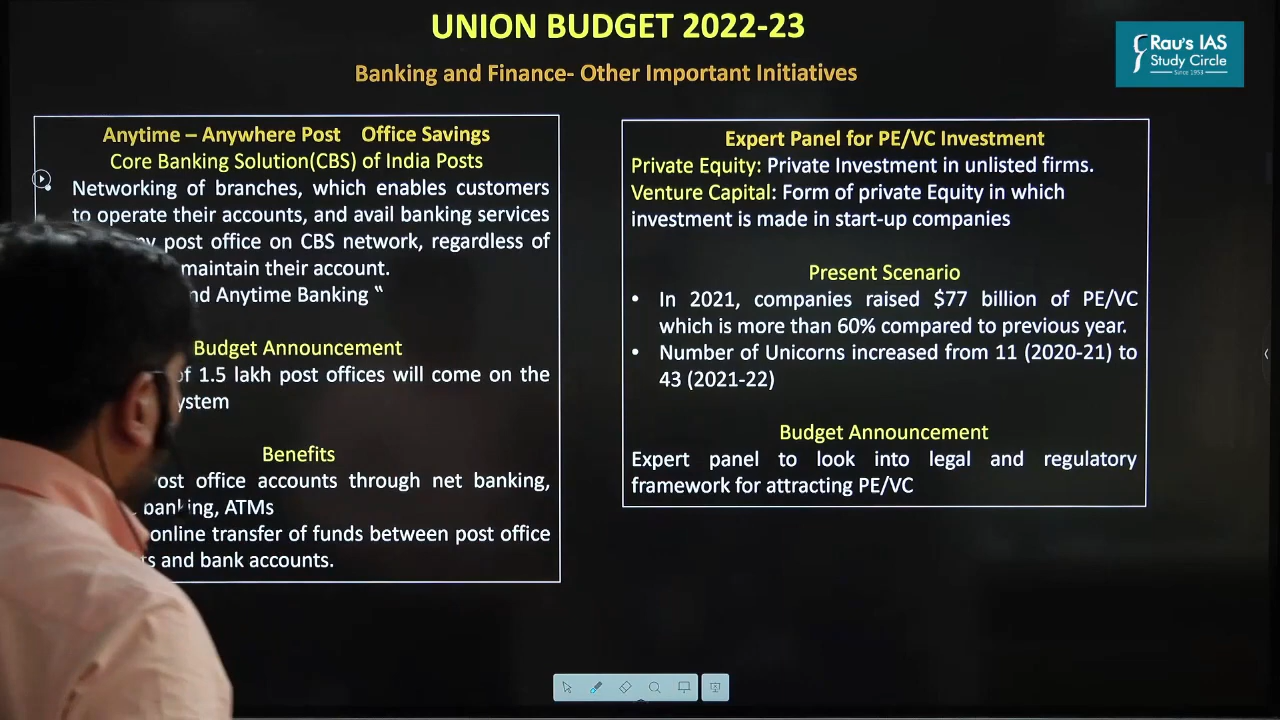 UNION BUDGET 2022-23
Banking and Finance- Other Important Initiatives
Rau's IAS
Study Circle
Since 1953
Anytime – Anywhere Post Office Savings
Core Banking Solution(CBS) of India Posts
Networking of branches, which enables customers
to operate their accounts, and avail banking services
post office on CBS network, regardless of
maintain their account.
Anytime Banking "
Budget Announcement
of 1.5 lakh post offices will come on the
Benefits
office accounts through net banking,
banking, ATMs
online transfer of funds between post office
and bank accounts.
Expert Panel for PE/VC Investment
Private Equity: Private Investment in unlisted firms.
Venture Capital: Form of private Equity in which
investment is made in start-up companies
Present Scenario
• In 2021, companies raised $77 billion of PE/VC
which is more than 60% compared to previous year.
• Number of Unicorns increased from 11 (2020-21) to
43 (2021-22)
Budget Announcement
Expert panel to look into legal and regulatory
framework for attracting PE/VC